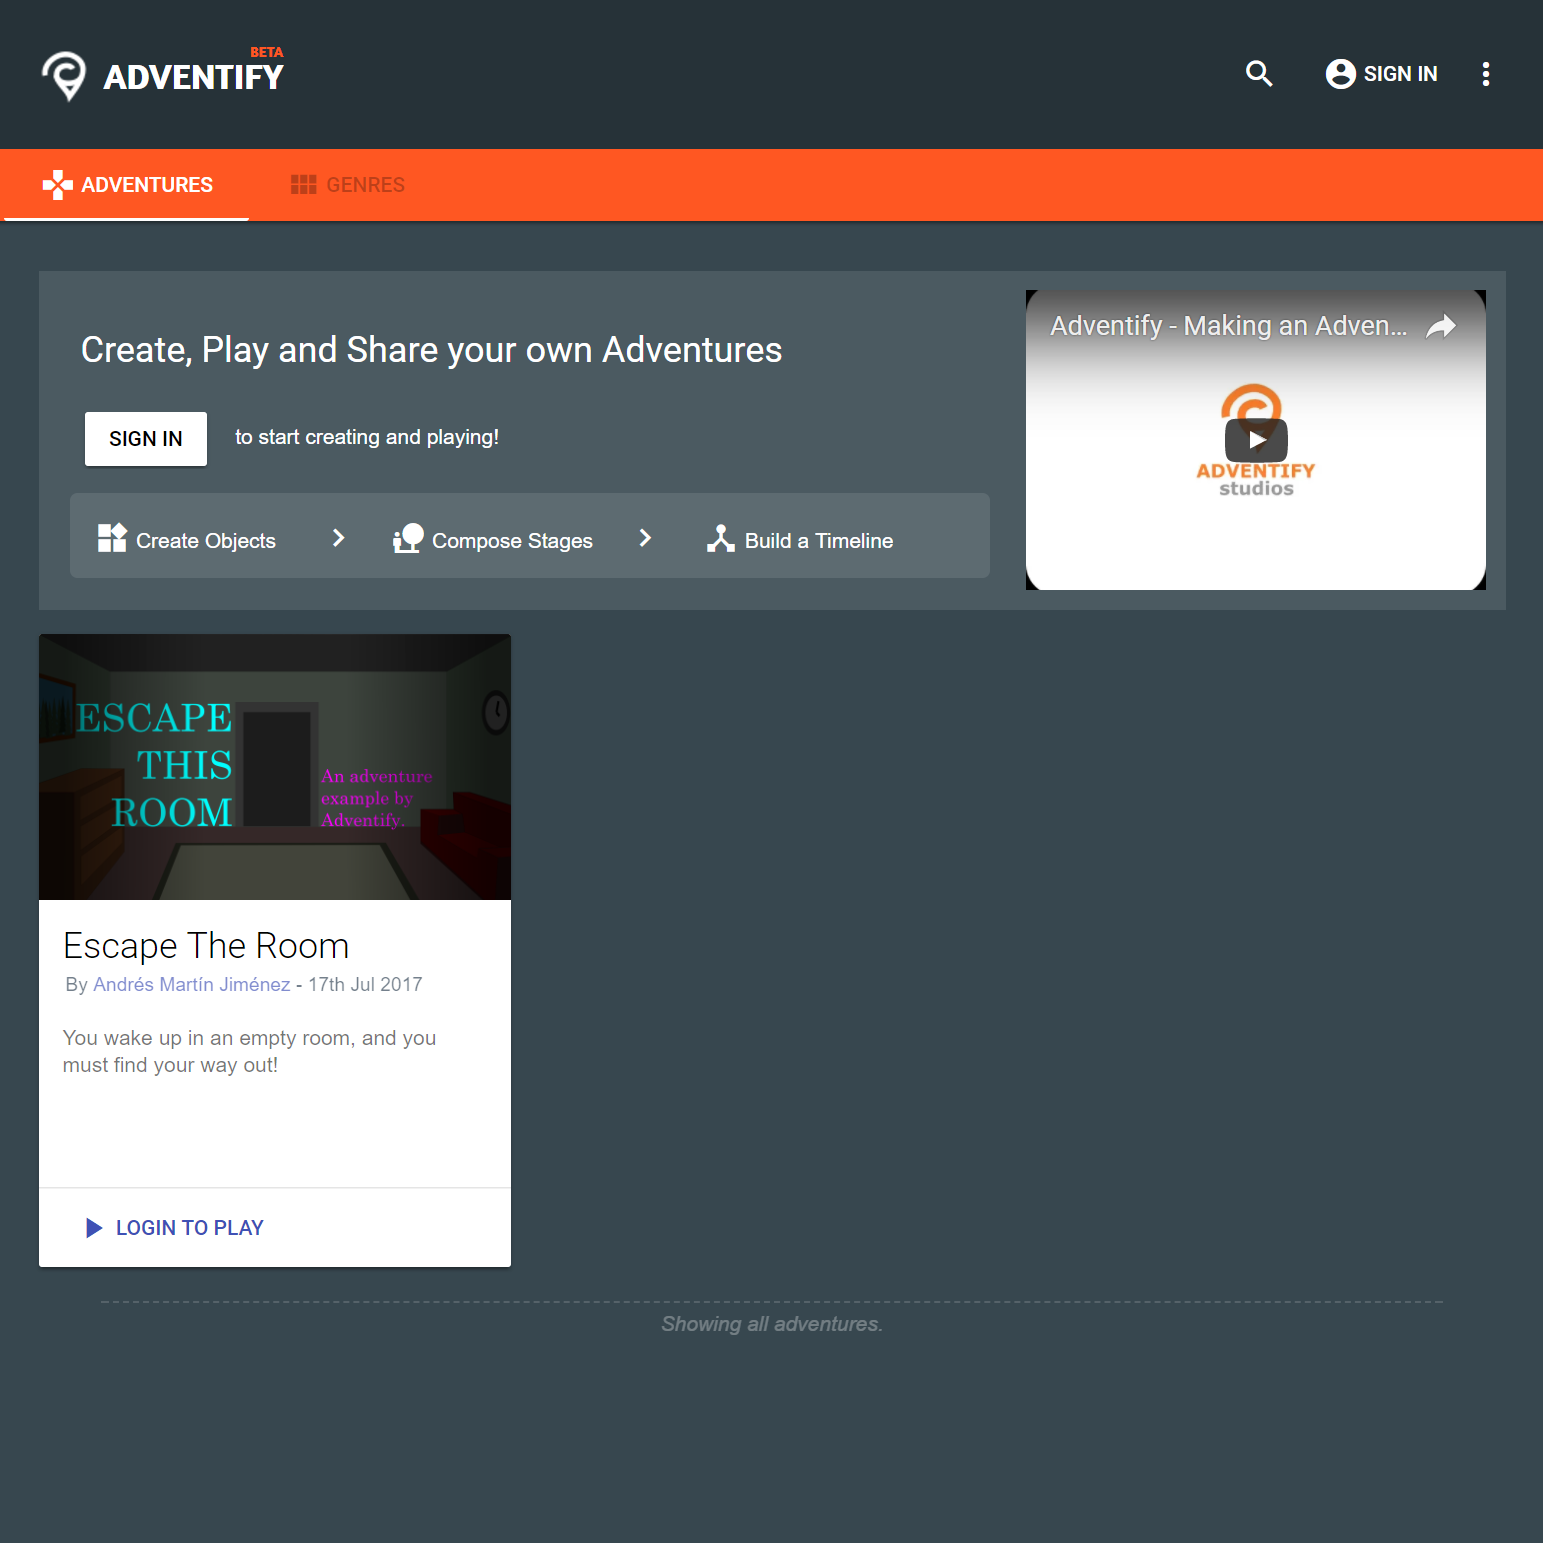 BETA
ADVENTIFY
SIGN IN
ADVENTURES
GENRES
Create, Play and Share your own Adventures
SIGN IN
to start creating and playing!
Create Objects
Compose Stages
Build a Timeline
Adventify - Making an Adven...
ADVENTIFY
studios
ESCAPE
THIS
ROOM
An adventure
example by
Adventify.
Escape The Room
By Andrés Martín Jiménez - 17th Jul 2017
You wake up in an empty room, and you
must find your way out!
LOGIN TO PLAY
Showing all adventures.